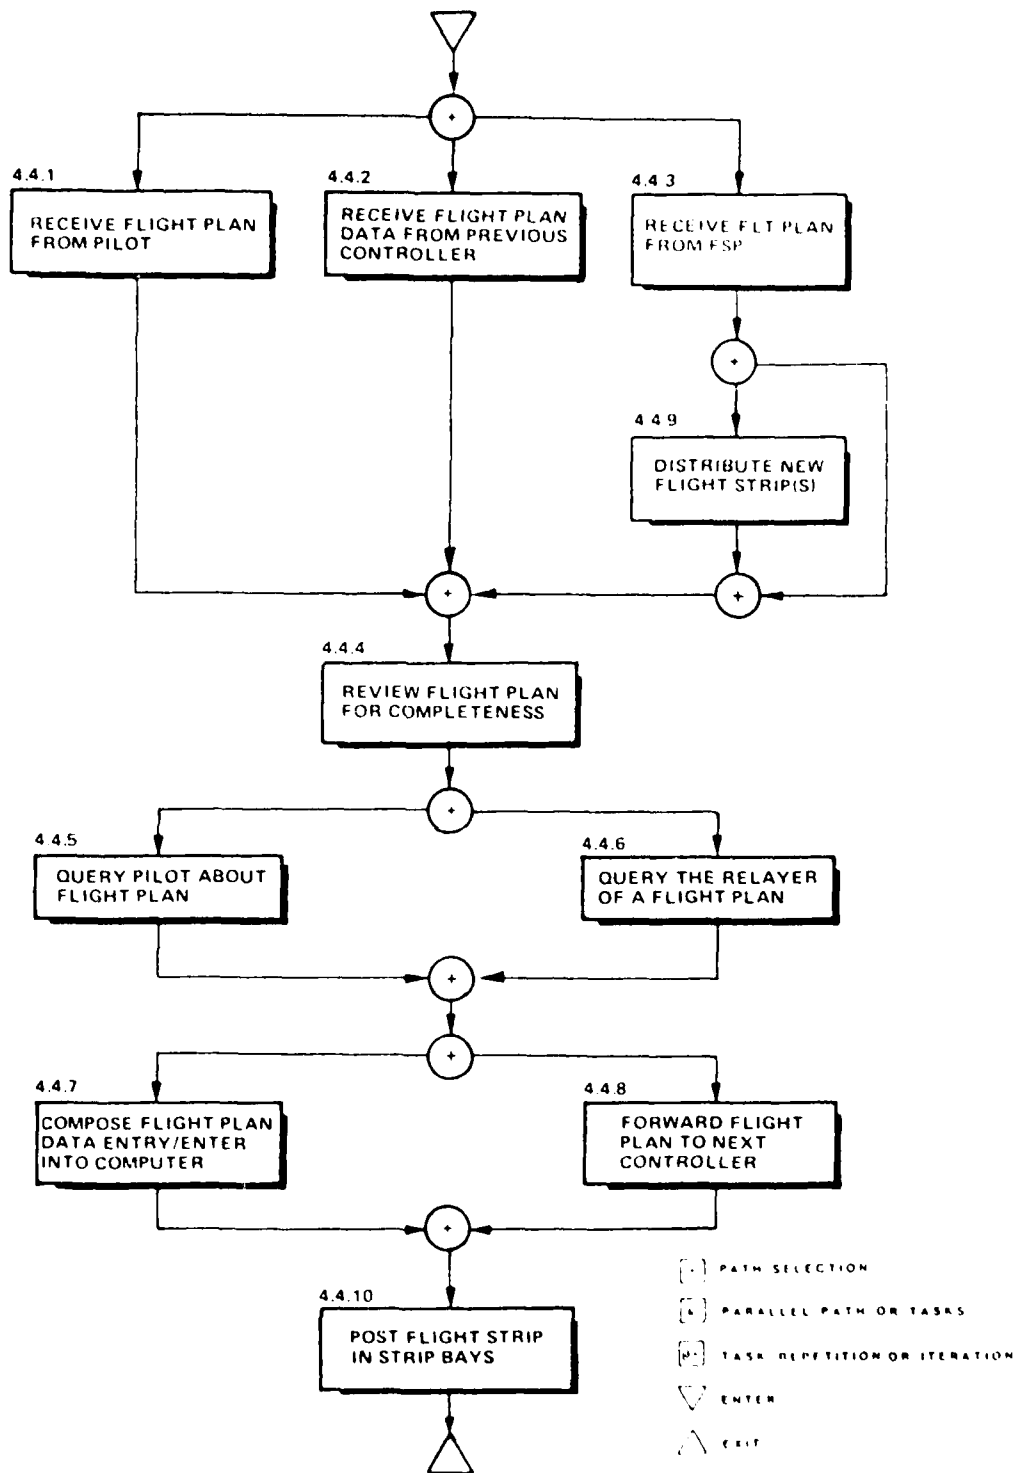 +
4.4.1
RECEIVE FLIGHT PLAN
FROM PILOT
4.4.2
RECEIVE FLIGHT PLAN
DATA FROM PREVIOUS
CONTROLLER
4.4.3
RECEIVE FLT PLAN
FROM FSP
+
4.4.9
DISTRIBUTE NEW
FLIGHT STRIP(S)
+
+
4.4.4
REVIEW FLIGHT PLAN
FOR COMPLETENESS
+
4.4.5
QUERY PILOT ABOUT
FLIGHT PLAN
4.4.6
QUERY THE RELAYER
OF A FLIGHT PLAN
+
+
4.4.7
COMPOSE FLIGHT PLAN
DATA ENTRY/ENTER
INTO COMPUTER
4.4.8
FORWARD FLIGHT
PLAN TO NEXT
CONTROLLER
+
4.4.10
POST FLIGHT STRIP
IN STRIP BAYS
PATH SELECTION
PARALLEL PATH OR TASKS
TASK REPETITION OR ITERATION
ENTER
EXIT